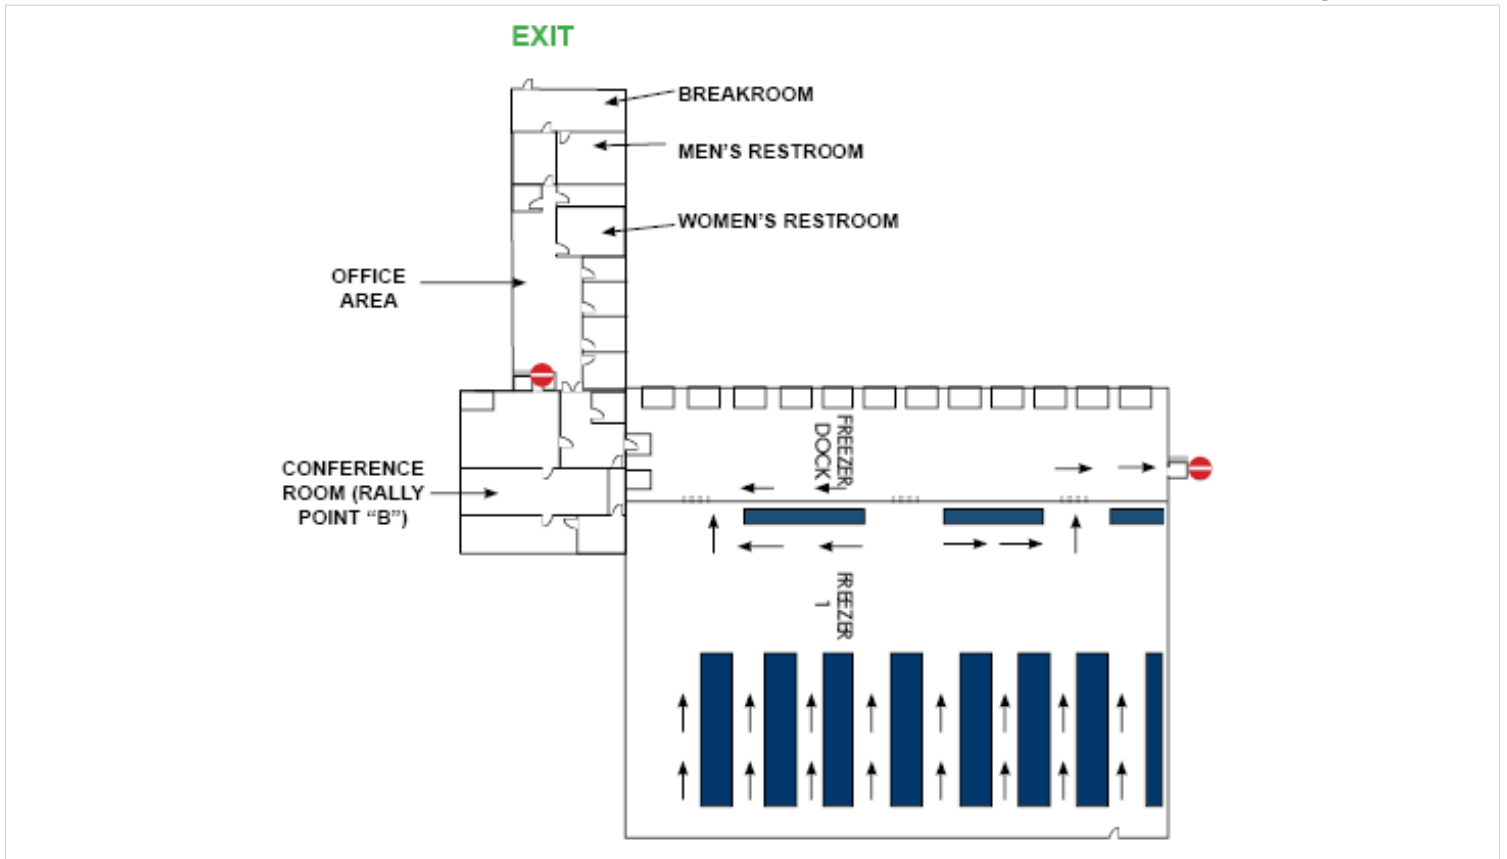 EXIT
BREAKROOM
MEN'S RESTROOM
WOMEN'S RESTROOM
OFFICE
AREA
FREEZER
DOCK
CONFERENCE
ROOM (RALLY
POINT “B”)
FREEZER
1